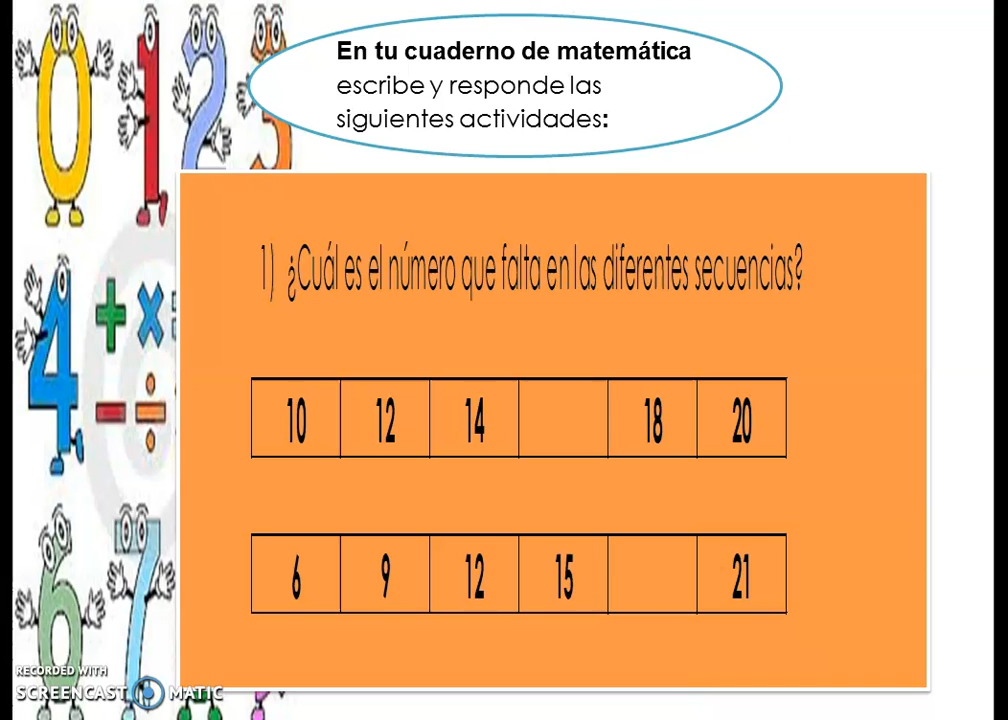 En tu cuaderno de matemática
escribe y responde las
siguientes actividades:
1) ¿Cuál es el número que falta en las diferentes secuencias?
10 12 14 18 20
6 9 12 15 21
RECORDED WITH
SCREENCAST MATIC